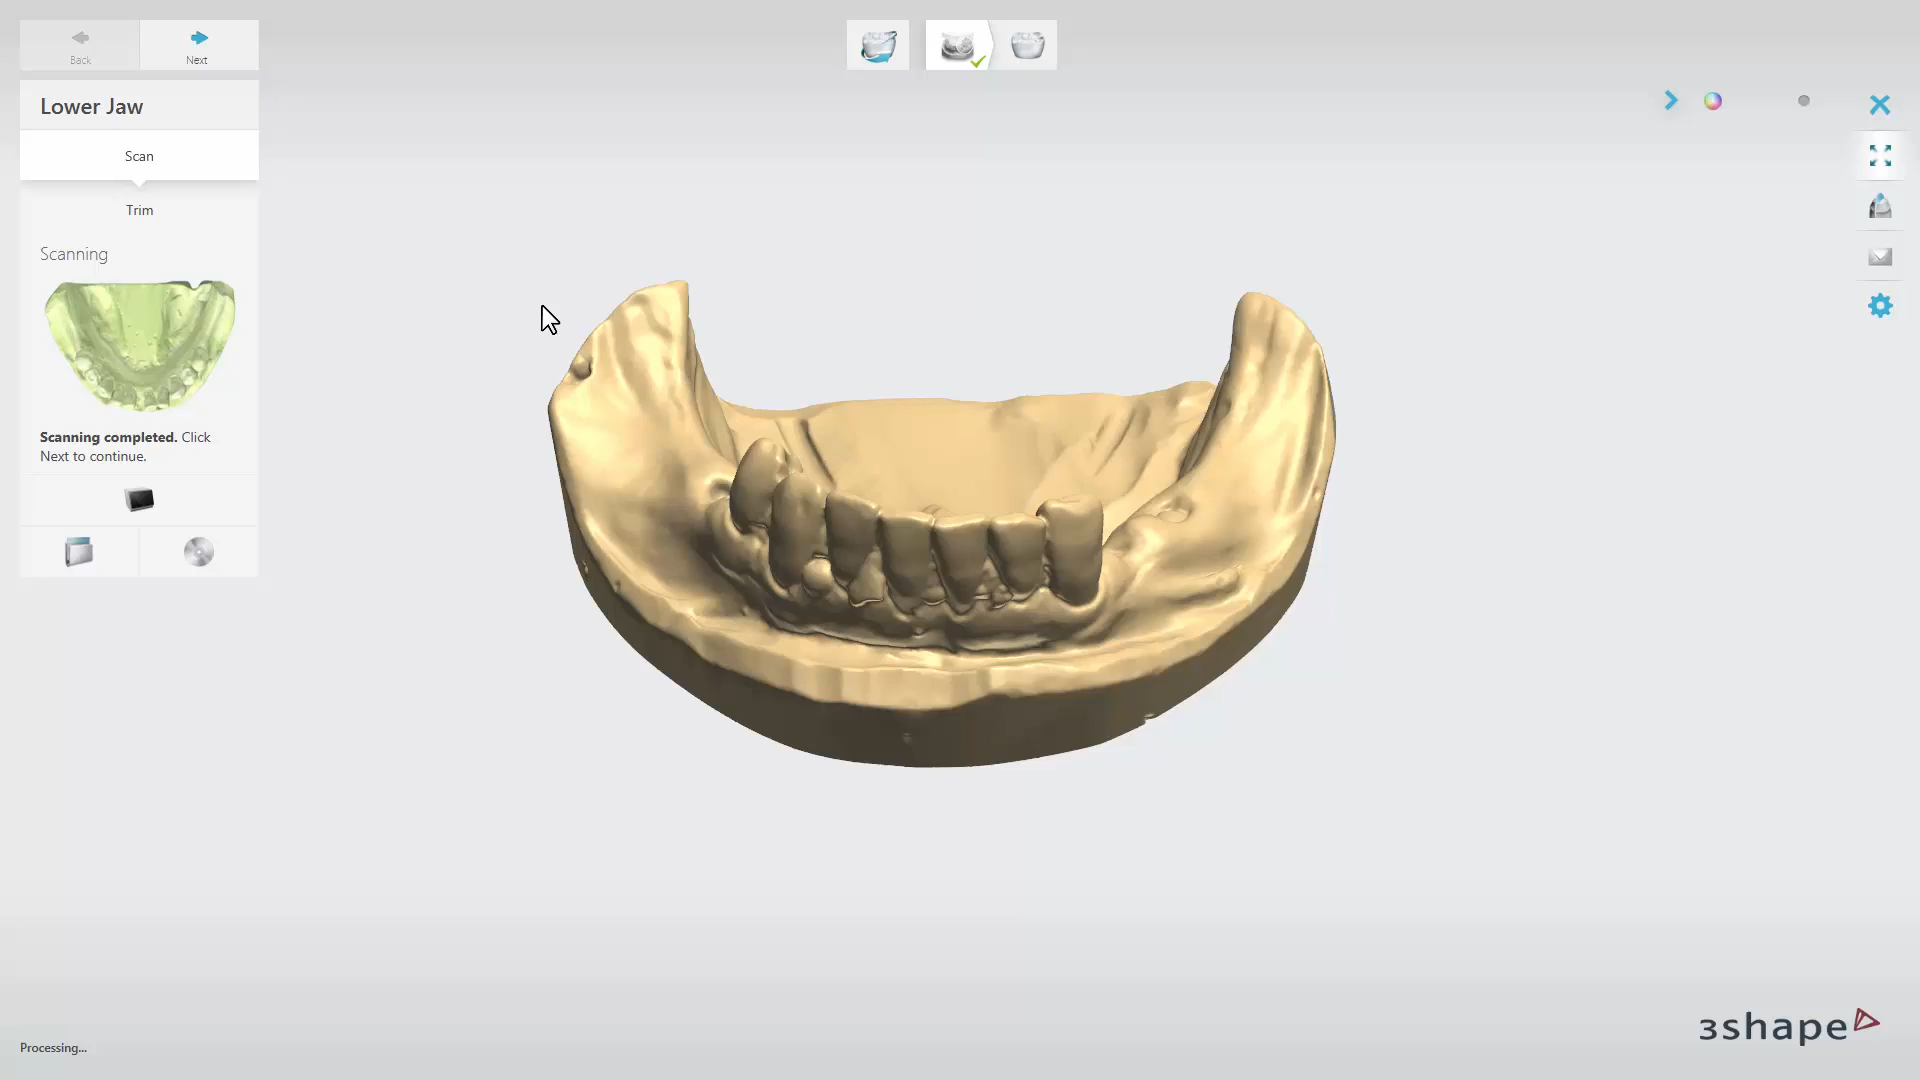 Back
Next
Lower Jaw
Scan
Trim
Scanning
Scanning completed. Click
Next to continue.
3shape
Processing...